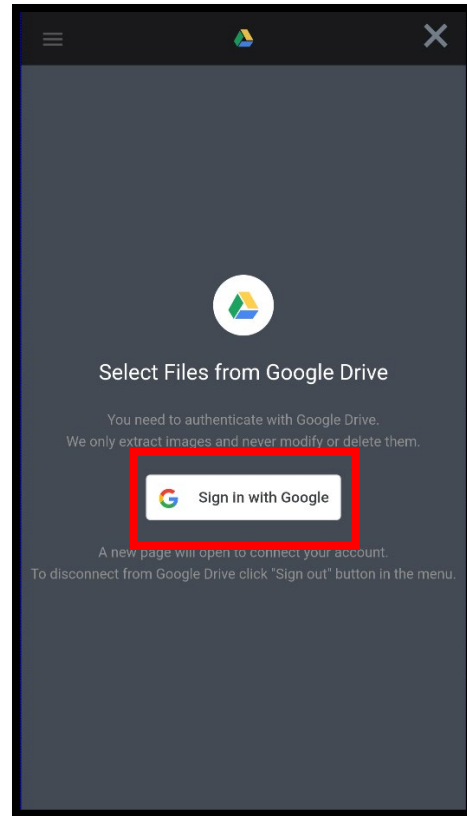 Select Files from Google Drive
You need to authenticate with Google Drive.
We only extract images and never modify or delete them.
Sign in with Google
A new page will open to connect your account.
To disconnect from Google Drive click "Sign out" button in the menu.